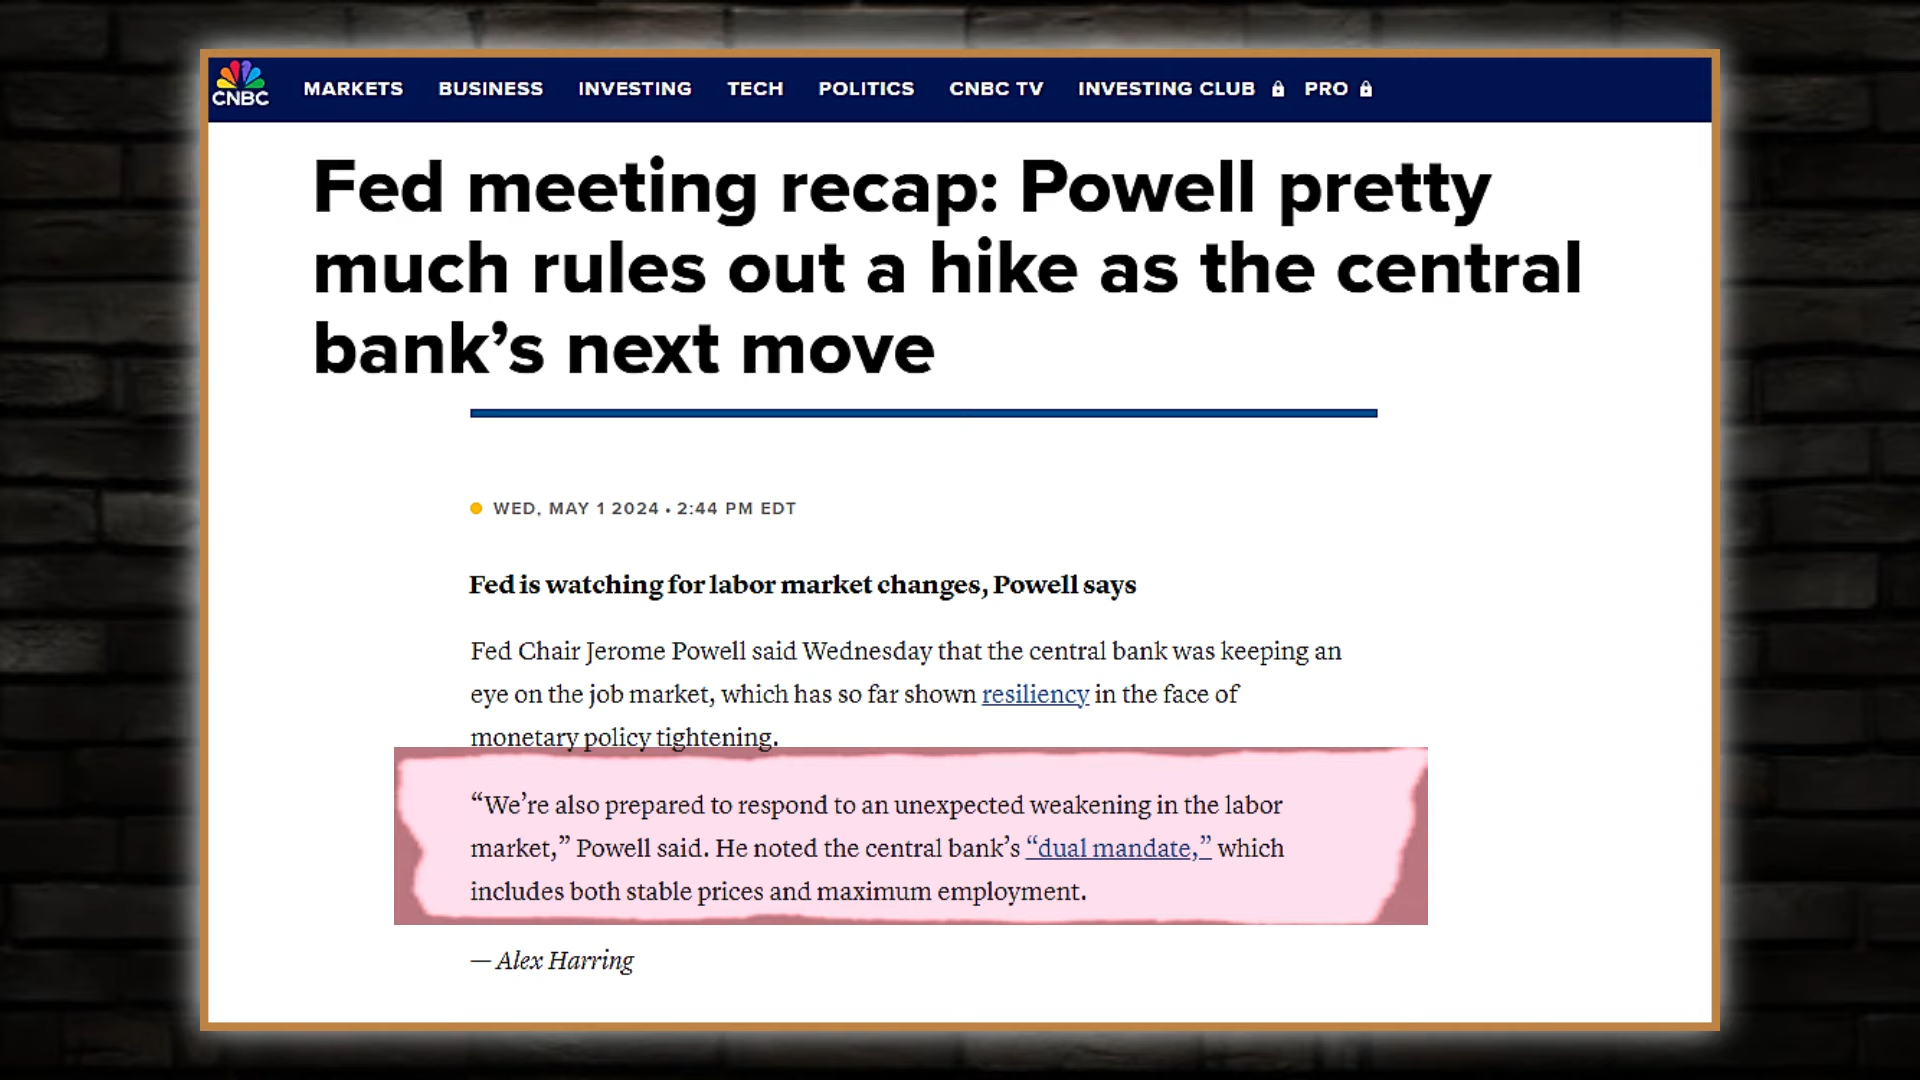 CNBC
MARKETS BUSINESS INVESTING TECH POLITICS CNBC TV INVESTING CLUB PRO
Fed meeting recap: Powell pretty
much rules out a hike as the central
bank’s next move
WED, MAY 1 2024 • 2:44 PM EDT
Fed is watching for labor market changes, Powell says
Fed Chair Jerome Powell said Wednesday that the central bank was keeping an
eye on the job market, which has so far shown resiliency in the face of
monetary policy tightening.
“We’re also prepared to respond to an unexpected weakening in the labor
market,” Powell said. He noted the central bank’s “dual mandate,” which
includes both stable prices and maximum employment.
— Alex Harring